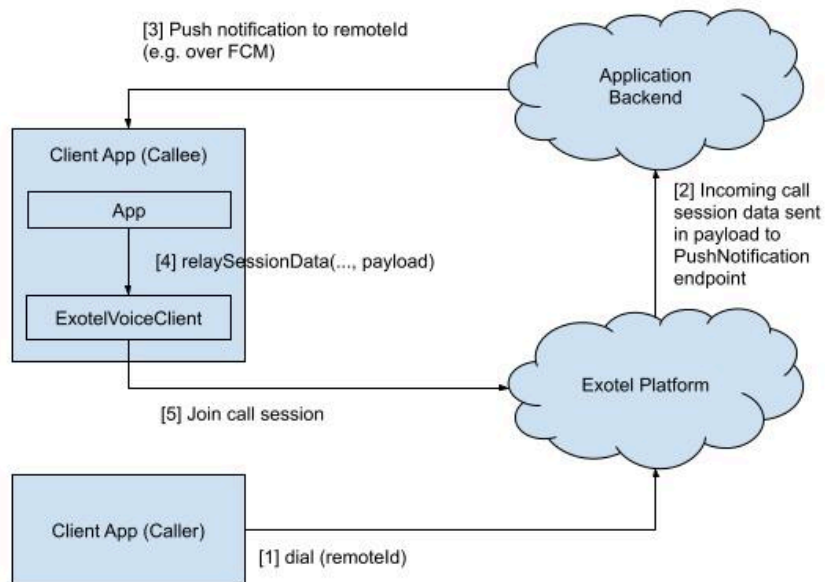 [3] Push notification to remoteId
(e.g. over FCM)
Application
Backend
Client App (Callee)
App
[2] Incoming call
session data sent
in payload to
PushNotification
endpoint
[4] relaySessionData(..., payload)
ExotelVoiceClient
Exotel Platform
[5] Join call session
Client App (Caller)
[1] dial (remoteId)